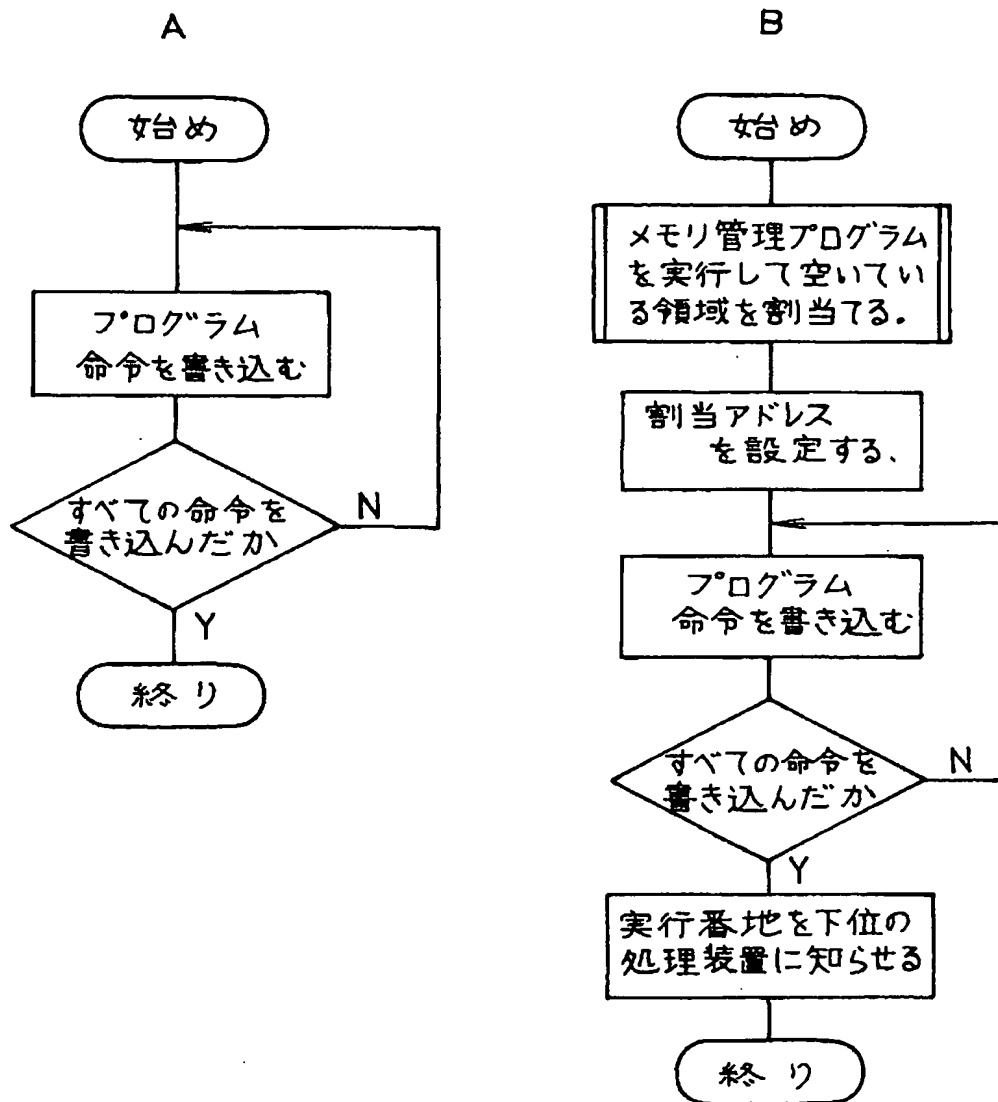 A
始め
プログラム
命令を書き込む
すべての命令を
書き込んだか
N
Y
終り
B
始め
メモリ管理プログラム
を実行して空いてい
る領域を割当てる.
割当アドレス
を設定する、
プログラム
命令を書き込む
すべての命令を
書き込んだか
N
Y
実行番地を下位の
処理装置に知らせる
終り